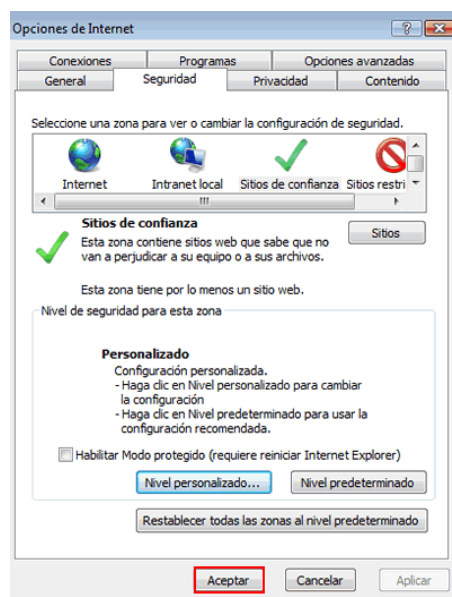 Opciones de Internet
Conexiones Programas Opciones avanzadas
General Seguridad Privacidad Contenido
Seleccione una zona para ver o cambiar la configuración de seguridad.
Internet Intranet local Sitios de confianza Sitios restri
Sitios de confianza
Sitios
Esta zona contiene sitios web que sabe que no
van a perjudicar a su equipo o a sus archivos.
Esta zona tiene por lo menos un sitio web.
Nivel de seguridad para esta zona
Personalizado
Configuración personalizada.
- Haga clic en Nivel personalizado para cambiar
la configuración
- Haga clic en Nivel predeterminado para usar la
configuración recomendada.
Habilitar Modo protegido (requiere reiniciar Internet Explorer)
Nivel personalizado... Nivel predeterminado
Restablecer todas las zonas al nivel predeterminado
Aceptar Cancelar Aplicar